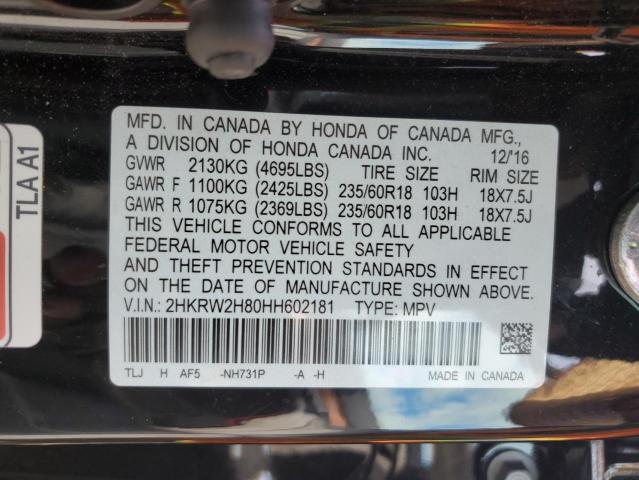 MFD. IN CANADA BY HONDA OF CANADA MFG.,
A DIVISION OF HONDA CANADA INC. 12/'16
GVWR 2130KG (4695LBS) TIRE SIZE RIM SIZE
GAWR F 1100KG (2425LBS) 235/60R18 103H 18X7.5J
GAWR R 1075KG (2369LBS) 235/60R18 103H 18X7.5J
THIS VEHICLE CONFORMS TO ALL APPLICABLE
FEDERAL MOTOR VEHICLE SAFETY
AND THEFT PREVENTION STANDARDS IN EFFECT
ON THE DATE OF MANUFACTURE SHOWN ABOVE.
V.I.N.: 2HKRW2H80HH602181 TYPE: MPV
TLJ H AF5 -NH731P -A -H MADE IN CANADA
TLA A1